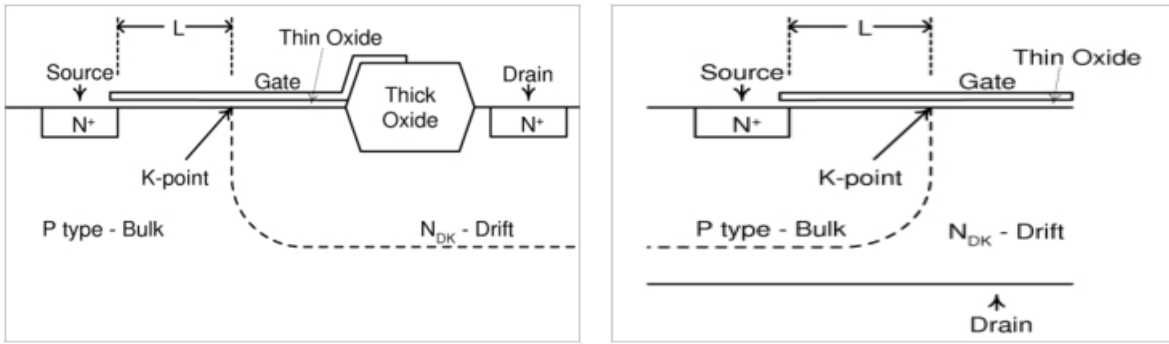 L
Thin Oxide
Source
Gate
Drain
Thick
Oxide
N+
N+
K-point
P type - Bulk
NDK - Drift
L
Thin Oxide
Source
Gate
N+
K-point
P type - Bulk
NDK - Drift
Drain